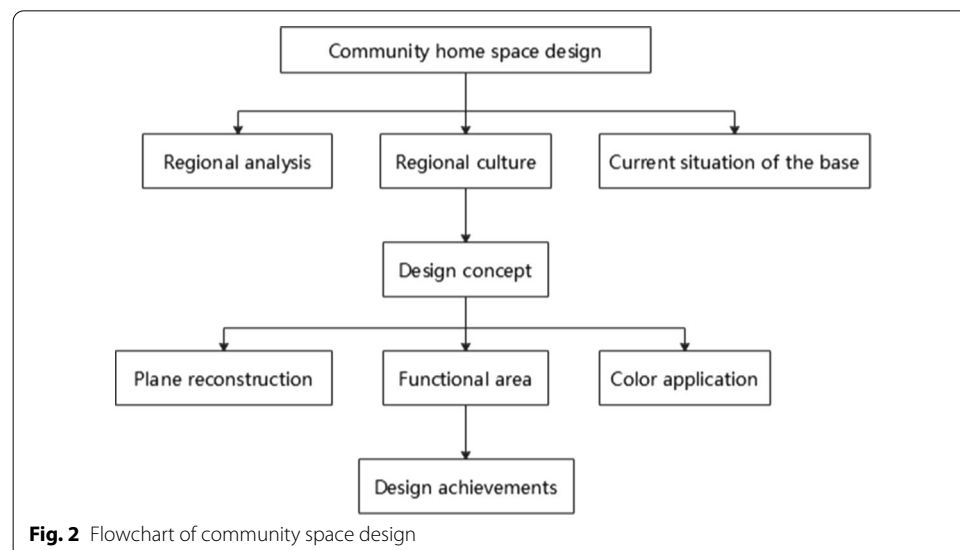 Community home space design
Regional analysis
Regional culture
Current situation of the base
Design concept
Plane reconstruction
Functional area
Color application
Design achievements
Fig. 2 Flowchart of community space design